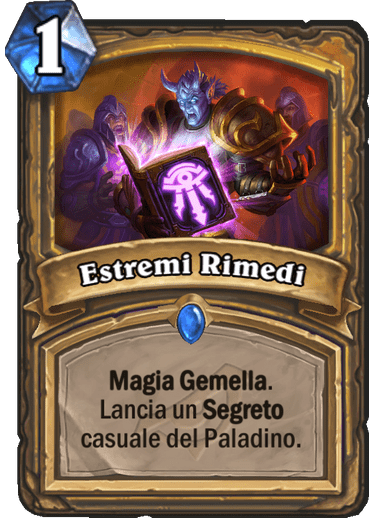 1
Estremi Rimedi
Magia Gemella.
Lancia un Segreto
casuale del Paladino.